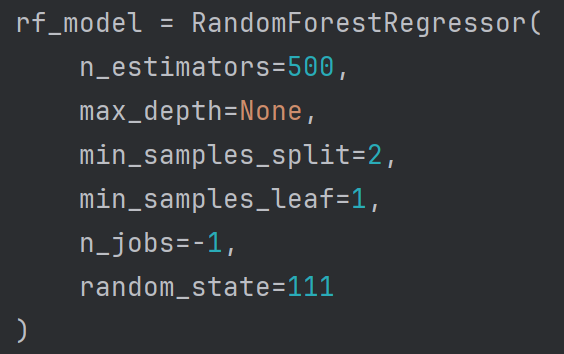 rf_model = RandomForestRegressor(
    n_estimators=500,
    max_depth=None,
    min_samples_split=2,
    min_samples_leaf=1,
    n_jobs=-1,
    random_state=111
)